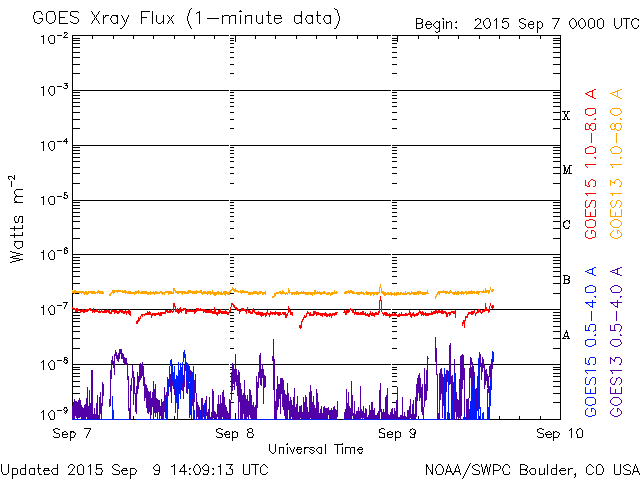 GOES Xray Flux (1-minute data)
Begin: 2015 Sep 7 0000 UTC
10-2
10-3
10-4
10-5
10-6
10-7
10-8
10-9
Watts m-2
X
M
C
B
A
GOES15 1.0-8.0 A
GOES13 1.0-8.0 A
GOES15 0.5-4.0 A
GOES13 0.5-4.0 A
Sep 7
Sep 8
Sep 9
Sep 10
Universal Time
Updated 2015 Sep 9 14:09:13 UTC
NOAA/SWPC Boulder, CO USA